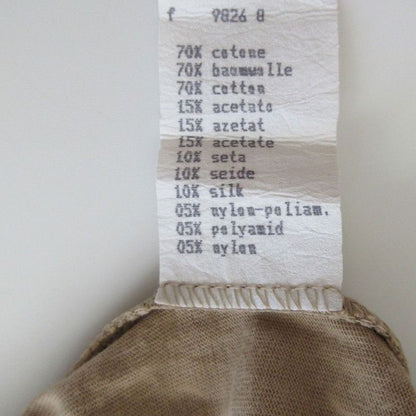 f 9826 8
70% cotone
70% baumwolle
70% cotton
15% acetato
15% azetat
15% acetate
10% seta
10% seide
10% silk
05% nylon-poliam.
05% polyamid
05% nylon